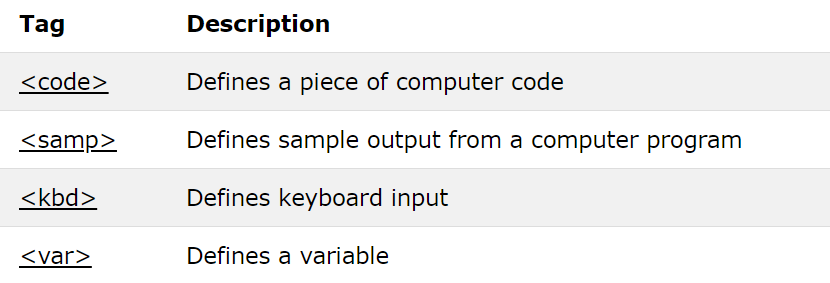 Tag Description
<code> Defines a piece of computer code
<samp> Defines sample output from a computer program
<kbd> Defines keyboard input
<var> Defines a variable